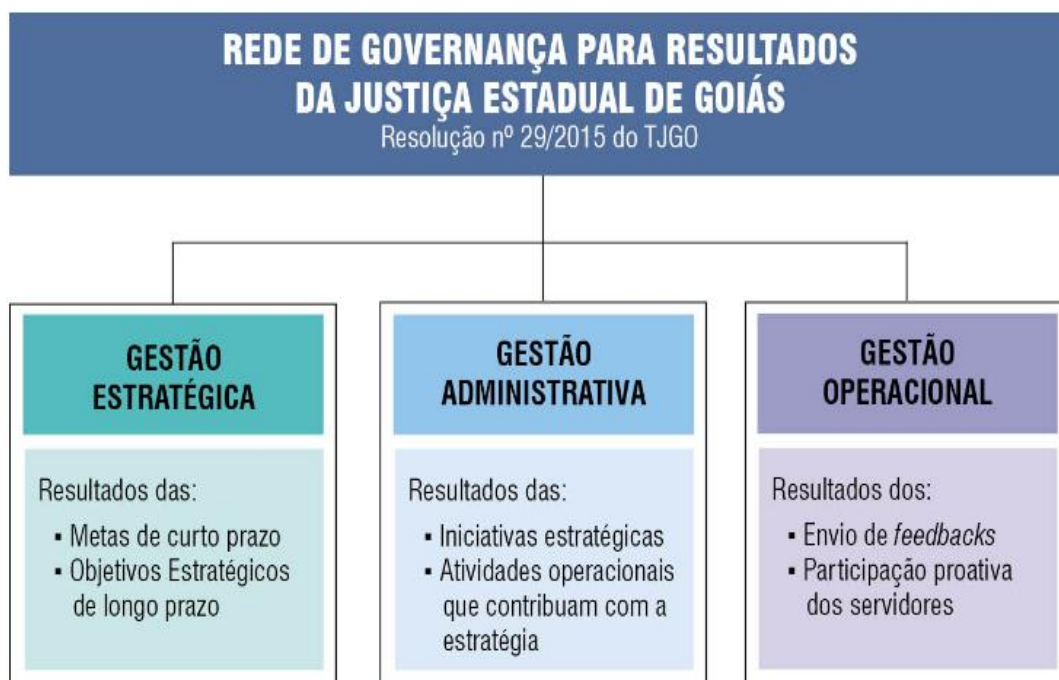 REDE DE GOVERNANÇA PARA RESULTADOS
DA JUSTIÇA ESTADUAL DE GOIÁS
Resolução nº 29/2015 do TJGO
GESTÃO
ESTRATÉGICA
Resultados das:
▪ Metas de curto prazo
▪ Objetivos Estratégicos
de longo prazo
GESTÃO
ADMINISTRATIVA
Resultados das:
▪ Iniciativas estratégicas
▪ Atividades operacionais
que contribuam com a
estratégia
GESTÃO
OPERACIONAL
Resultados dos:
▪ Envio de feedbacks
▪ Participação proativa
dos servidores